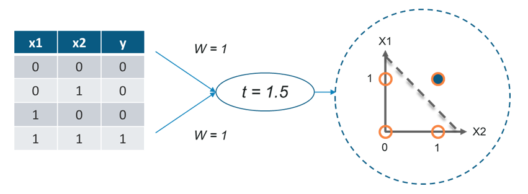 x1 x2 y
0 0 0
0 1 0
1 0 0
1 1 1
W = 1
t = 1.5
W = 1
X1
1
0 1
X2